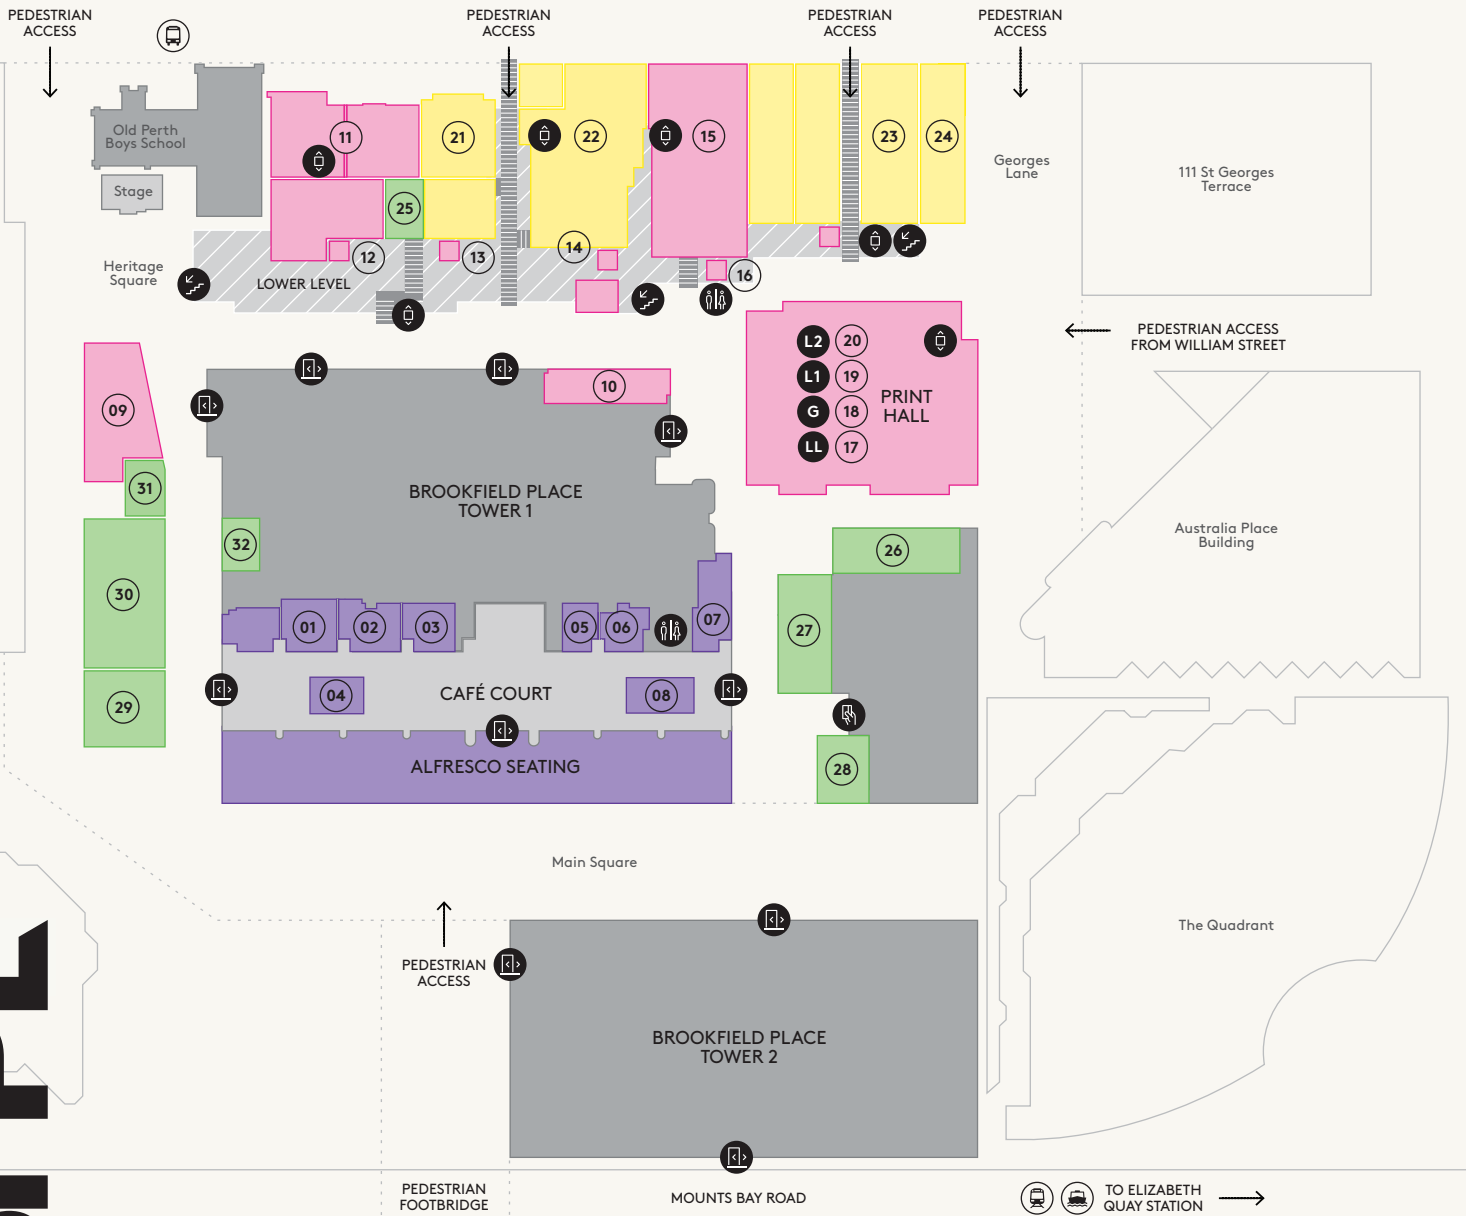 PEDESTRIAN
ACCESS
PEDESTRIAN
ACCESS
PEDESTRIAN
ACCESS
PEDESTRIAN
ACCESS
Old Perth
Boys School
Stage
11
21
22
15
23
24
Georges
Lane
111 St Georges
Terrace
25
12
13
14
16
Heritage
Square
LOWER LEVEL
PEDESTRIAN ACCESS
FROM WILLIAM STREET
L2 20
L1 19
G 18
LL 17
PRINT
HALL
09
10
31
BROOKFIELD PLACE
TOWER 1
Australia Place
Building
32
26
30
01
02
03
05
06
07
27
29
04
CAFÉ COURT
08
ALFRESCO SEATING
28
Main Square
The Quadrant
PEDESTRIAN
ACCESS
BROOKFIELD PLACE
TOWER 2
PEDESTRIAN
FOOTBRIDGE
MOUNTS BAY ROAD
TO ELIZABETH
QUAY STATION